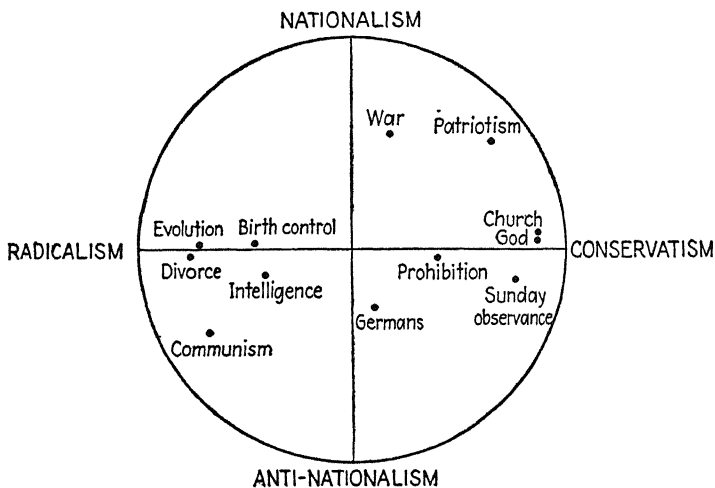 NATIONALISM
War
Patriotism
Church
God
Evolution
Birth control
RADICALISM
CONSERVATISM
Divorce
Intelligence
Prohibition
Sunday
observance
Germans
Communism
ANTI-NATIONALISM